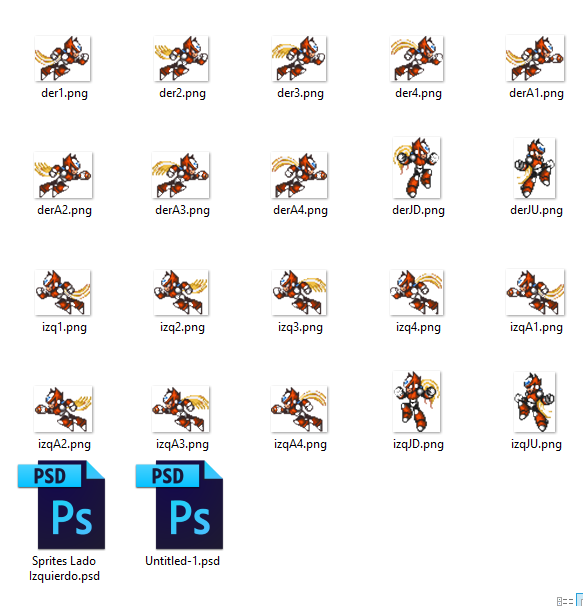 der1.png der2.png der3.png der4.png derA1.png
derA2.png derA3.png derA4.png derJD.png derJU.png
izq1.png izq2.png izq3.png izq4.png izqA1.png
izqA2.png izqA3.png izqA4.png izqJD.png izqJU.png
PSD PSD
Ps Ps
Sprites Lado Untitled-1.psd
Izquierdo.psd